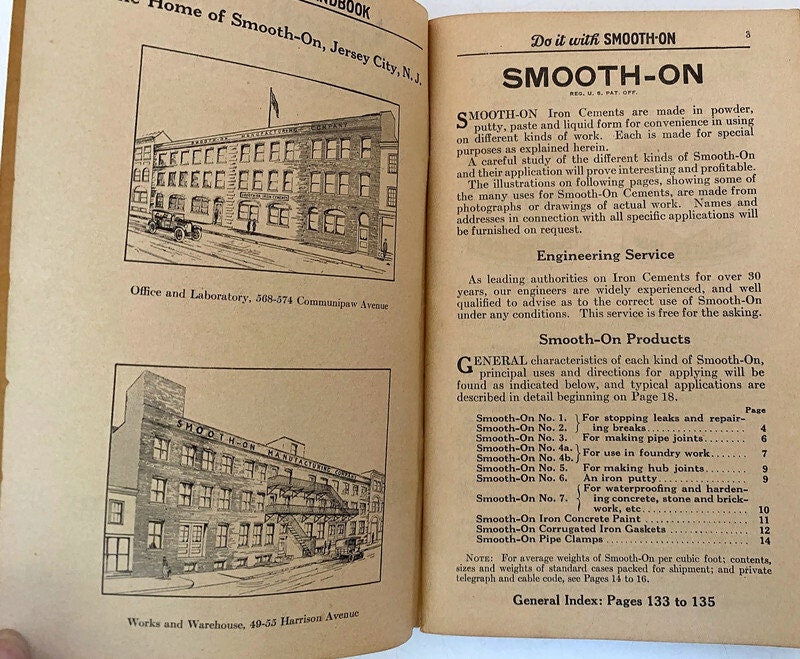 NDBOOK
Home of Smooth-On, Jersey City, N. J.
SMOOTH-ON MANUFACTURING COMPANY
Office and Laboratory, 568-574 Communipaw Avenue
SMOOTH-ON MANUFACTURING COMPANY
Works and Warehouse, 49-55 Harrison Avenue
Do it with SMOOTH-ON 3
SMOOTH-ON
REG. U. S. PAT. OFF.
SMOOTH-ON Iron Cements are made in powder,
putty, paste and liquid form for convenience in using
on different kinds of work. Each is made for special
purposes as explained herein.
A careful study of the different kinds of Smooth-On
and their application will prove interesting and profitable.
The illustrations on following pages, showing some of
the many uses for Smooth-On Cements, are made from
photographs or drawings of actual work. Names and
addresses in connection with all specific applications will
be furnished on request.
Engineering Service
As leading authorities on Iron Cements for over 30
years, our engineers are widely experienced, and well
qualified to advise as to the correct use of Smooth-On
under any conditions. This service is free for the asking.
Smooth-On Products
GENERAL characteristics of each kind of Smooth-On,
principal uses and directions for applying will be
found as indicated below, and typical applications are
described in detail beginning on Page 18.
Page
Smooth-On No. 1. } For stopping leaks and repair-
Smooth-On No. 2. } ing breaks 4
Smooth-On No. 3. For making pipe joints 6
Smooth-On No. 4a. } For use in foundry work 7
Smooth-On No. 4b. }
Smooth-On No. 5. For making hub joints 9
Smooth-On No. 6. An iron putty 9
Smooth-On No. 7. { For waterproofing and harden-
ing concrete, stone and brick-
work, etc 10
Smooth-On Iron Concrete Paint 11
Smooth-On Corrugated Iron Gaskets 12
Smooth-On Pipe Clamps 14
NOTE: For average weights of Smooth-On per cubic foot; contents,
sizes and weights of standard cases packed for shipment; and private
telegraph and cable code, see Pages 14 to 16.
General Index: Pages 133 to 135